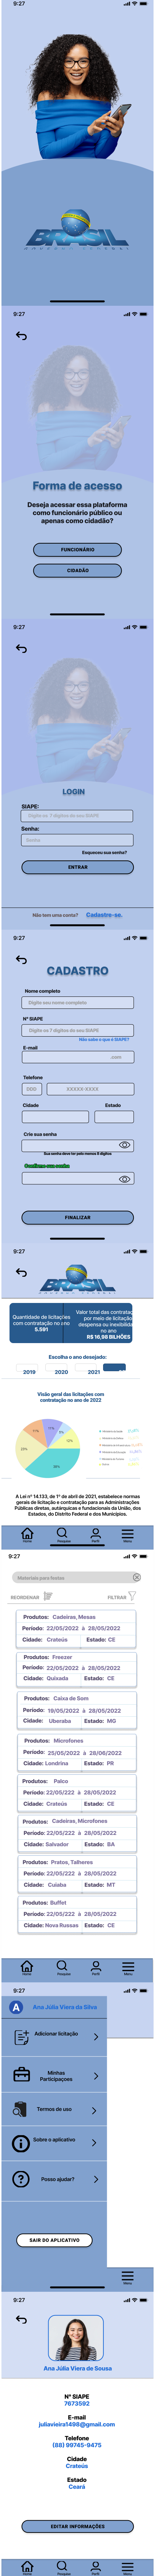 9:27
BRASIL
GOVERNO FEDERAL
9:27
Forma de acesso
Deseja acessar essa plataforma
como funcionário público ou
apenas como cidadão?
FUNCIONÁRIO
CIDADÃO
9:27
LOGIN
SIAPE:
Digite os 7 dígitos do seu SIAPE
Senha:
Senha
Esqueceu sua senha?
ENTRAR
Não tem uma conta? Cadastre-se.
9:27
CADASTRO
Nome completo
Digite seu nome completo
N° SIAPE
Digite os 7 dígitos do seu SIAPE
Não sabe o que é SIAPE?
E-mail
.com
Telefone
DDD
XXXXX-XXXX
Cidade
Estado
Crie sua senha
Sua senha deve ter pelo menos 8 dígitos
Confirme sua senha
FINALIZAR
9:27
BRASIL
Quantidade de licitações
com contratação no ano
5.591
Valor total das contrataç
por meio de licitação
despensa ou inexibilida
no ano
R$ 16,98 BILHÕES
Escolha o ano desejado:
2019
2020
2021
Visão geral das licitações com
contratação no ano de 2022
A Lei nº 14.133, de 1º de abril de 2021, estabelece normas
gerais de licitação e contratação para as Administrações
Públicas diretas, autárquicas e fundacionais da União, dos
Estados, do Distrito Federal e dos Municípios.
Home
Pesquisa
Perfil
Menu
9:27
Materiais para festas
REORDENAR
FILTRAR
Produtos: Cadeiras, Mesas
Período: 22/05/2022 à 28/05/2022
Cidade: Crateús Estado: CE
Produtos: Freezer
Período: 22/05/2022 à 28/05/2022
Cidade: Quixada Estado: CE
Produtos: Caixa de Som
Período: 19/05/2022 à 28/05/2022
Cidade: Uberaba Estado: MG
Produtos: Microfones
Período: 25/05/2022 à 28/06/2022
Cidade: Londrina Estado: PR
Produtos: Palco
Período: 22/05/222 à 28/05/2022
Cidade: Crateús Estado: CE
Produtos: Cadeiras, Microfones
Período: 22/05/222 à 28/05/2022
Cidade: Salvador Estado: BA
Produtos: Pratos, Talheres
Período: 22/05/222 à 28/05/2022
Cidade: Cuiaba Estado: MT
Produtos: Buffet
Período: 22/05/222 à 28/05/2022
Cidade: Nova Russas Estado: CE
Home
Pesquisa
Perfil
Menu
9:27
A
Ana Júlia Viera da Silva
Adicionar licitação
Minhas
Participaçoes
Termos de uso
Sobre o aplicativo
Posso ajudar?
SAIR DO APLICATIVO
Menu
9:27
Ana Júlia Viera de Sousa
N° SIAPE
7673592
E-mail
juliavieira1498@gmail.com
Telefone
(88) 99745-9475
Cidade
Crateús
Estado
Ceará
EDITAR INFORMAÇÕES
Home
Pesquisa
Perfil
Menu